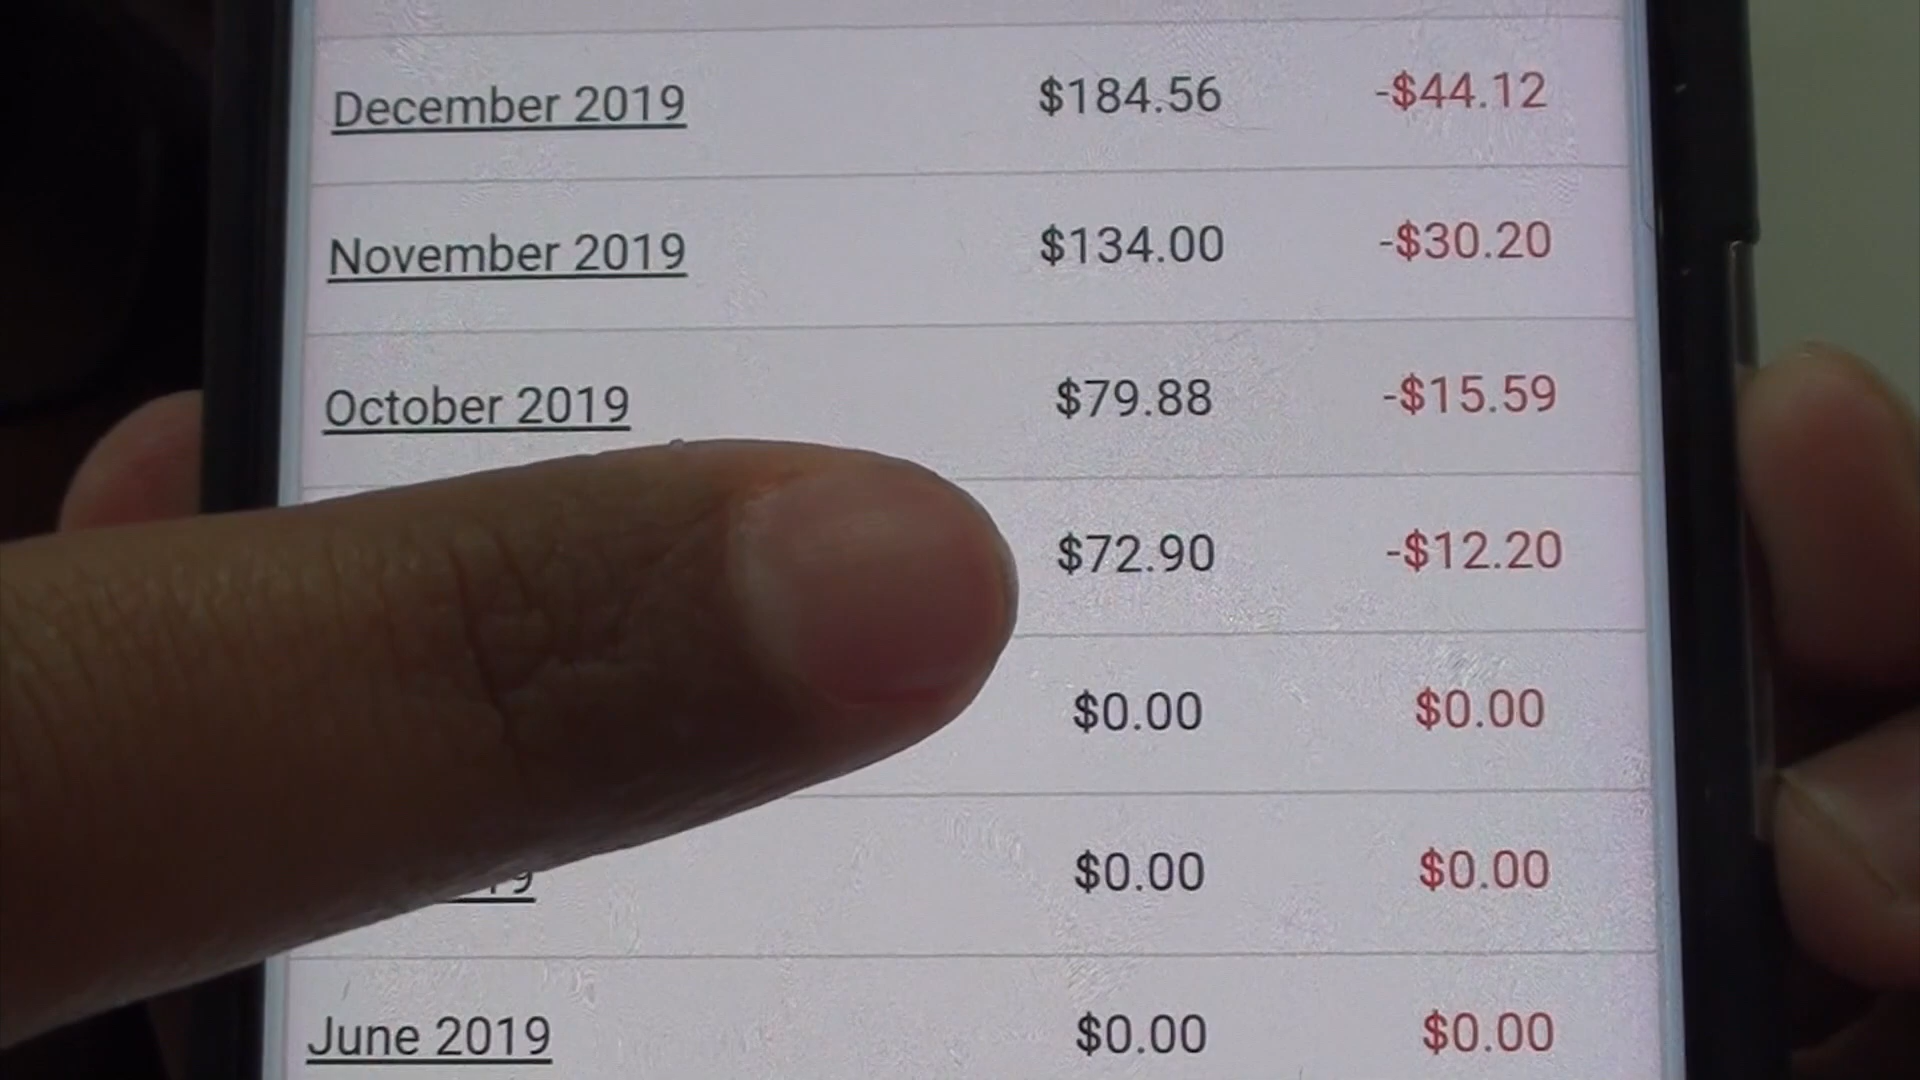 December 2019 $184.56 -$44.12
November 2019 $134.00 -$30.20
October 2019 $79.88 -$15.59
$72.90 -$12.20
$0.00 $0.00
19 $0.00 $0.00
June 2019 $0.00 $0.00